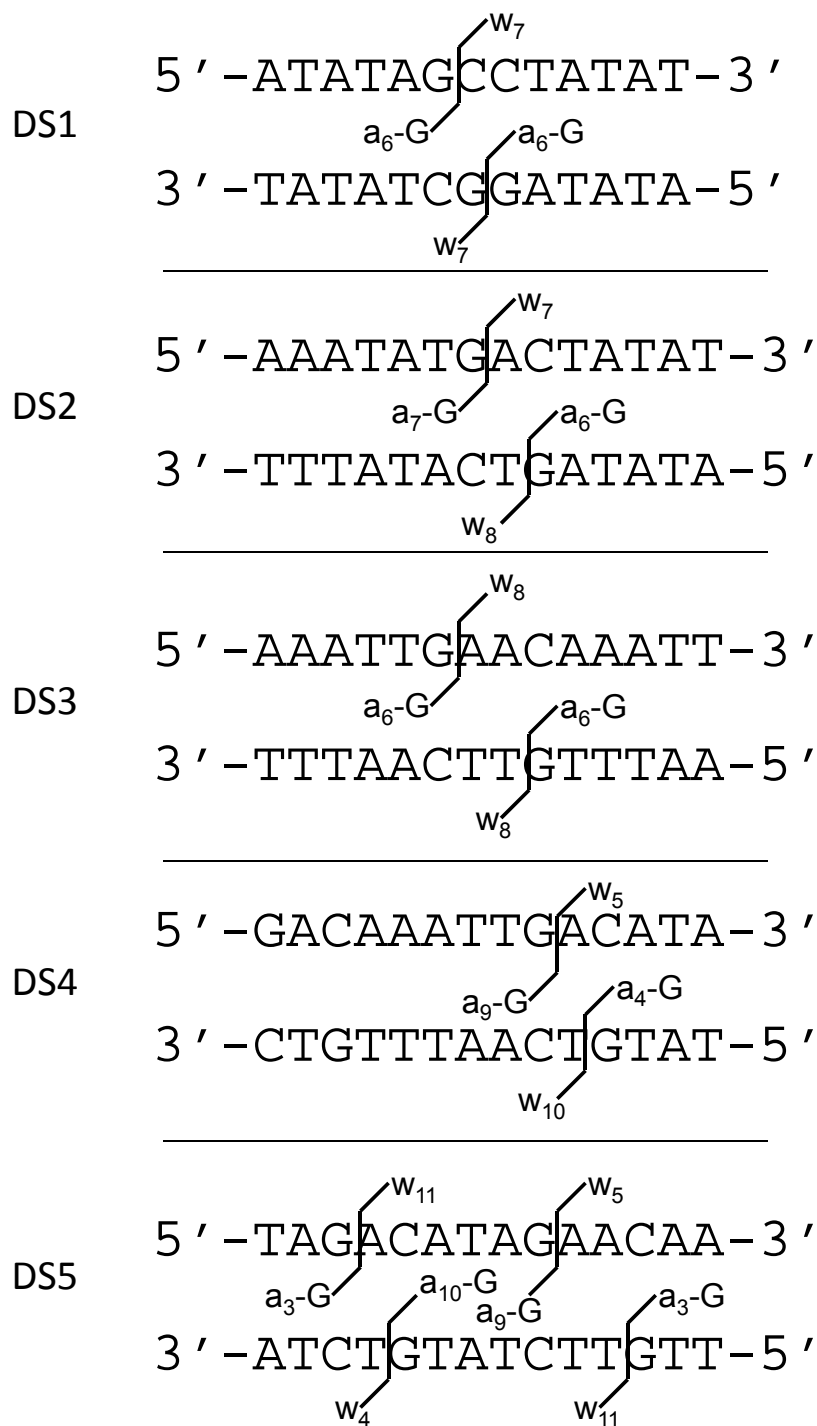 w₇
5′-ATATAGCCTATAT-3′
DS1
a₆-G a₆-G
3′-TATATCGGATATA-5′
w₇
w₇
5′-AAATATGACTATAT-3′
DS2
a₇-G a₆-G
3′-TTTATACTGATATA-5′
w₈
w₈
5′-AAATTGAACAAATT-3′
DS3
a₆-G a₆-G
3′-TTTAACTTGTTTAA-5′
w₈
w₅
5′-GACAAATTGACATA-3′
DS4
a₉-G a₄-G
3′-CTGTTTAACTGTAT-5′
w₁₀
w₁₁ w₅
5′-TAGACATAGAACAA-3′
DS5
a₃-G a₁₀-G a₉-G a₃-G
3′-ATCTGTATCTTGTT-5′
w₄ w₁₁